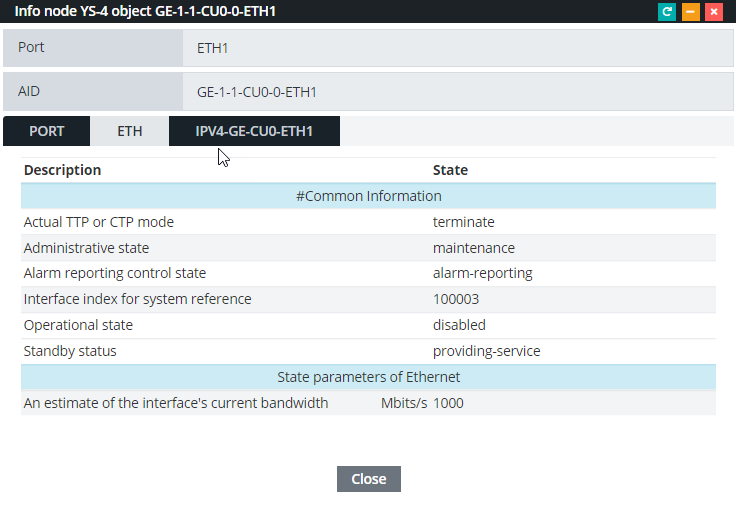 Info node YS-4 object GE-1-1-CU0-0-ETH1
Port ETH1
AID GE-1-1-CU0-0-ETH1
PORT ETH IPV4-GE-CU0-ETH1
Description State
#Common Information
Actual TTP or CTP mode terminate
Administrative state maintenance
Alarm reporting control state alarm-reporting
Interface index for system reference 100003
Operational state disabled
Standby status providing-service
State parameters of Ethernet
An estimate of the interface's current bandwidth Mbits/s 1000
Close